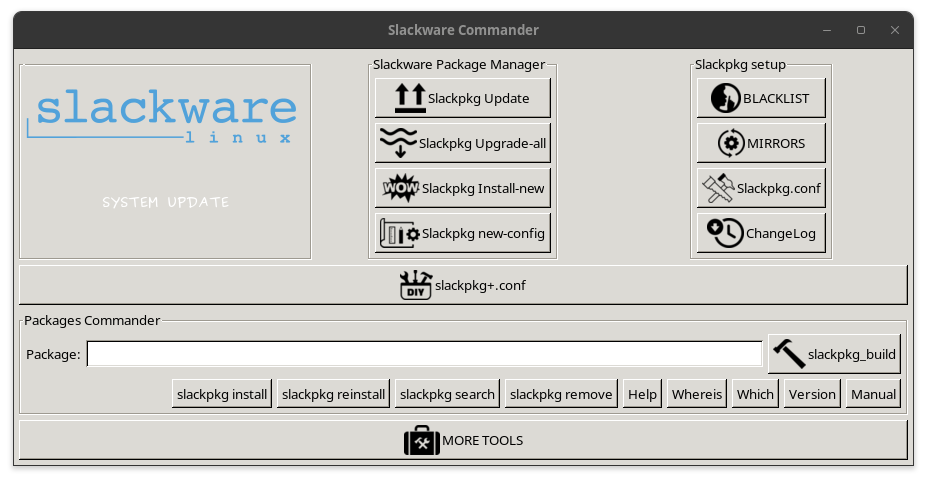 Slackware Commander
slackware
linux
SYSTEM UPDATE
Slackware Package Manager
Slackpkg Update
Slackpkg Upgrade-all
WOW
Slackpkg Install-new
Slackpkg new-config
Slackpkg setup
BLACKLIST
MIRRORS
Slackpkg.conf
ChangeLog
DIY
slackpkg+.conf
Packages Commander
Package:
slackpkg_build
slackpkg install slackpkg reinstall slackpkg search slackpkg remove Help Whereis Which Version Manual
MORE TOOLS